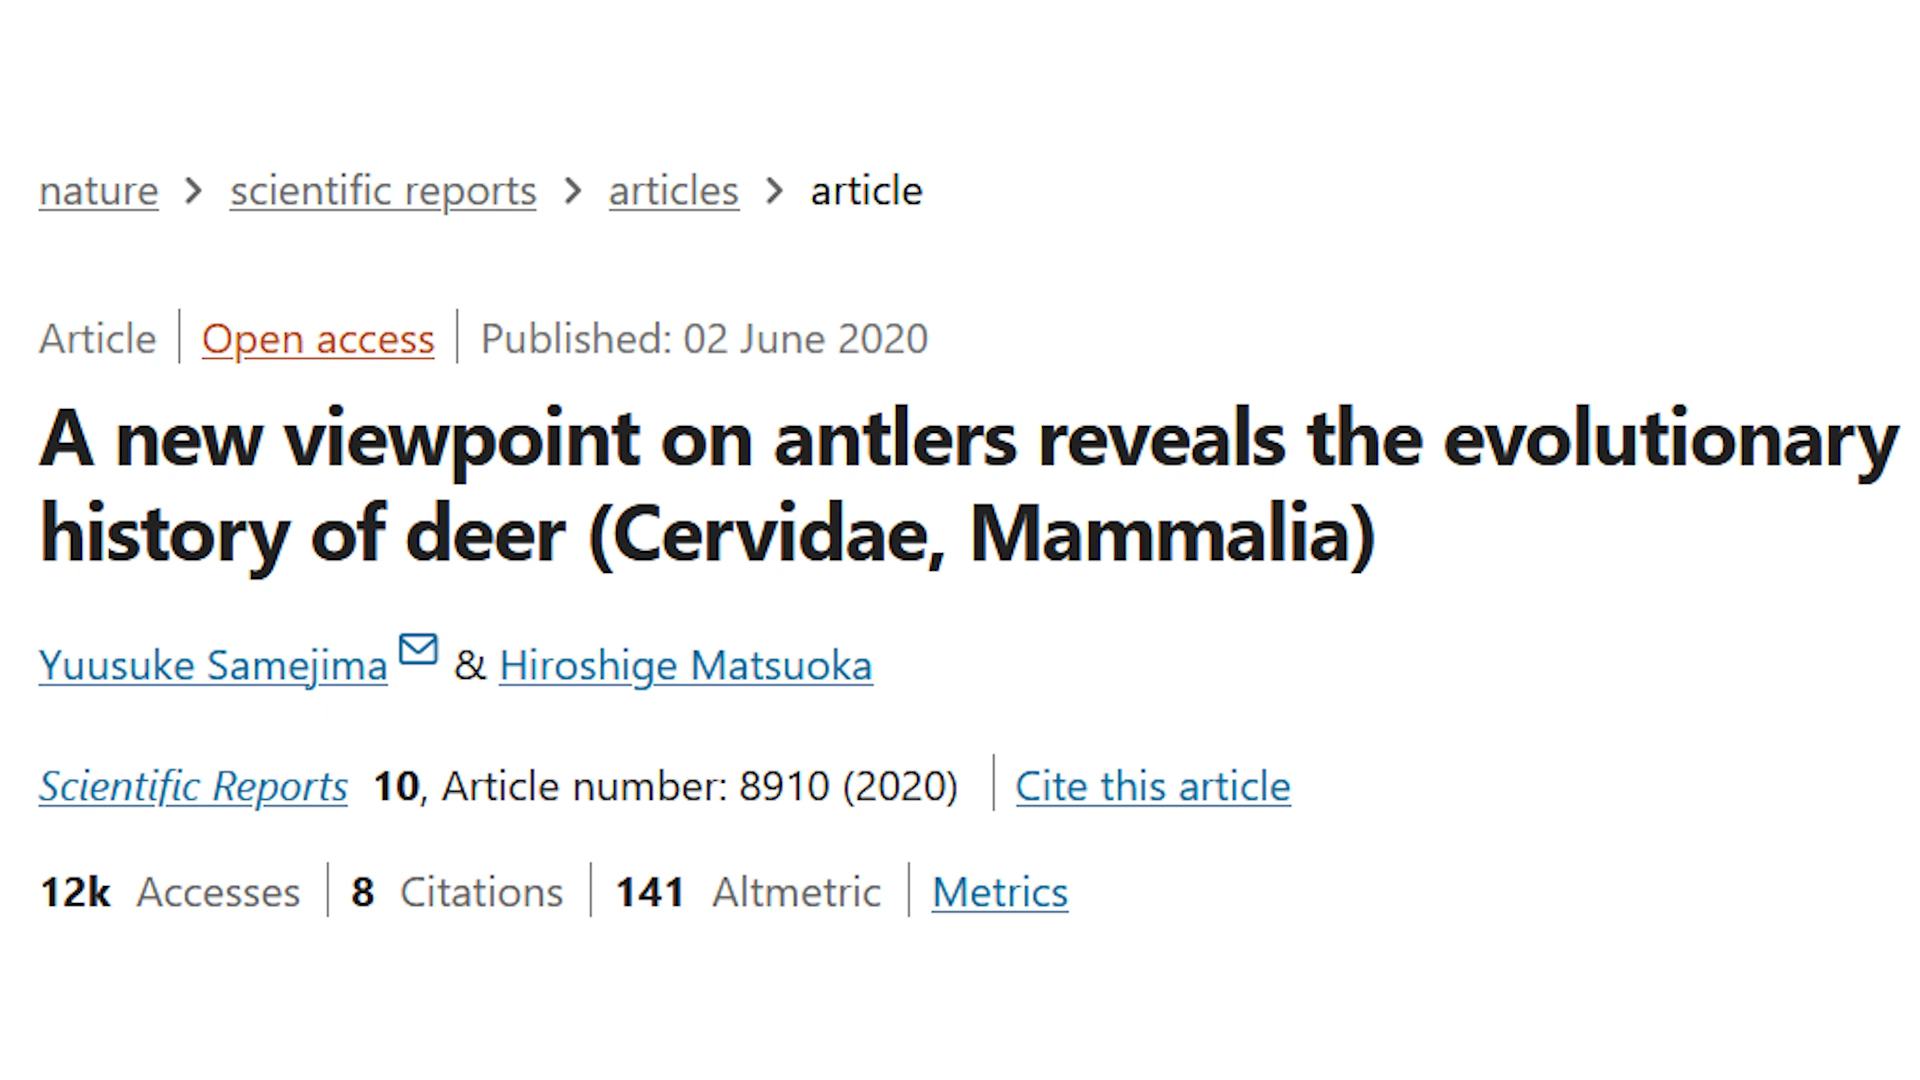 nature > scientific reports > articles > article
Article | Open access | Published: 02 June 2020
A new viewpoint on antlers reveals the evolutionary
history of deer (Cervidae, Mammalia)
Yuusuke Samejima & Hiroshige Matsuoka
Scientific Reports 10, Article number: 8910 (2020) | Cite this article
12k Accesses | 8 Citations | 141 Altmetric | Metrics